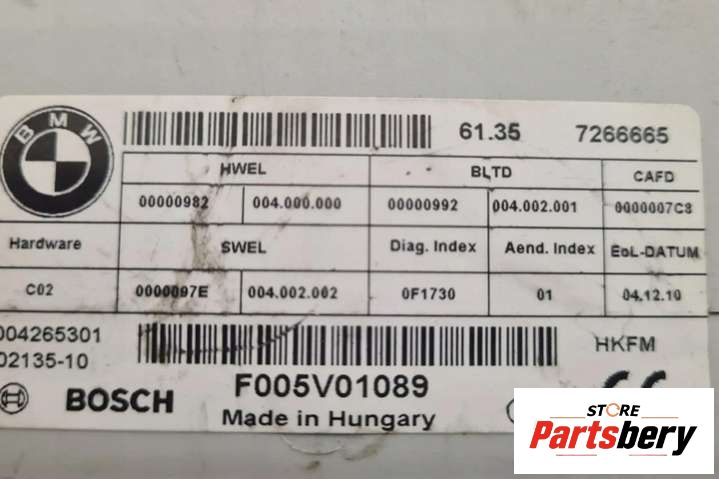 BMW
61.35 7266665
HWEL BLTD CAFD
00000982 004.000.000 00000992 004.002.001 0000007C8
Hardware SWEL Diag. Index Aend. Index EoL-DATUM
C02 0000097E 004.002.002 0F1730 01 04.12.10
004265301
02135-10
HKFM
F005V01089
BOSCH
Made in Hungary
STORE
Partsbery